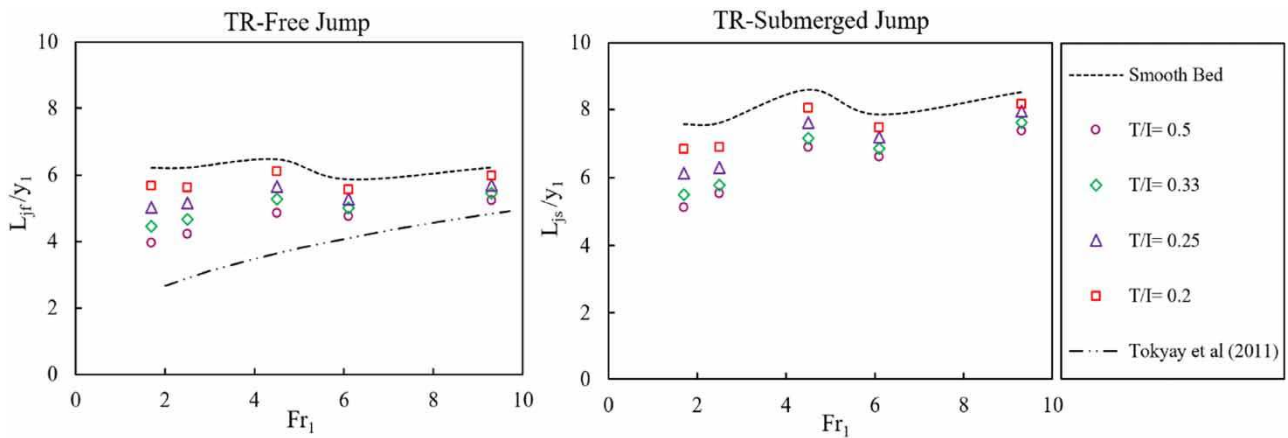 TR-Free Jump
10
8
6
4
2
0
L_jf/y_1
0
2
4
6
8
10
Fr_1
TR-Submerged Jump
10
8
6
4
2
0
L_js/y_1
0
2
4
6
8
10
Fr_1
Smooth Bed
T/I= 0.5
T/I= 0.33
T/I= 0.25
T/I= 0.2
Tokyay et al (2011)